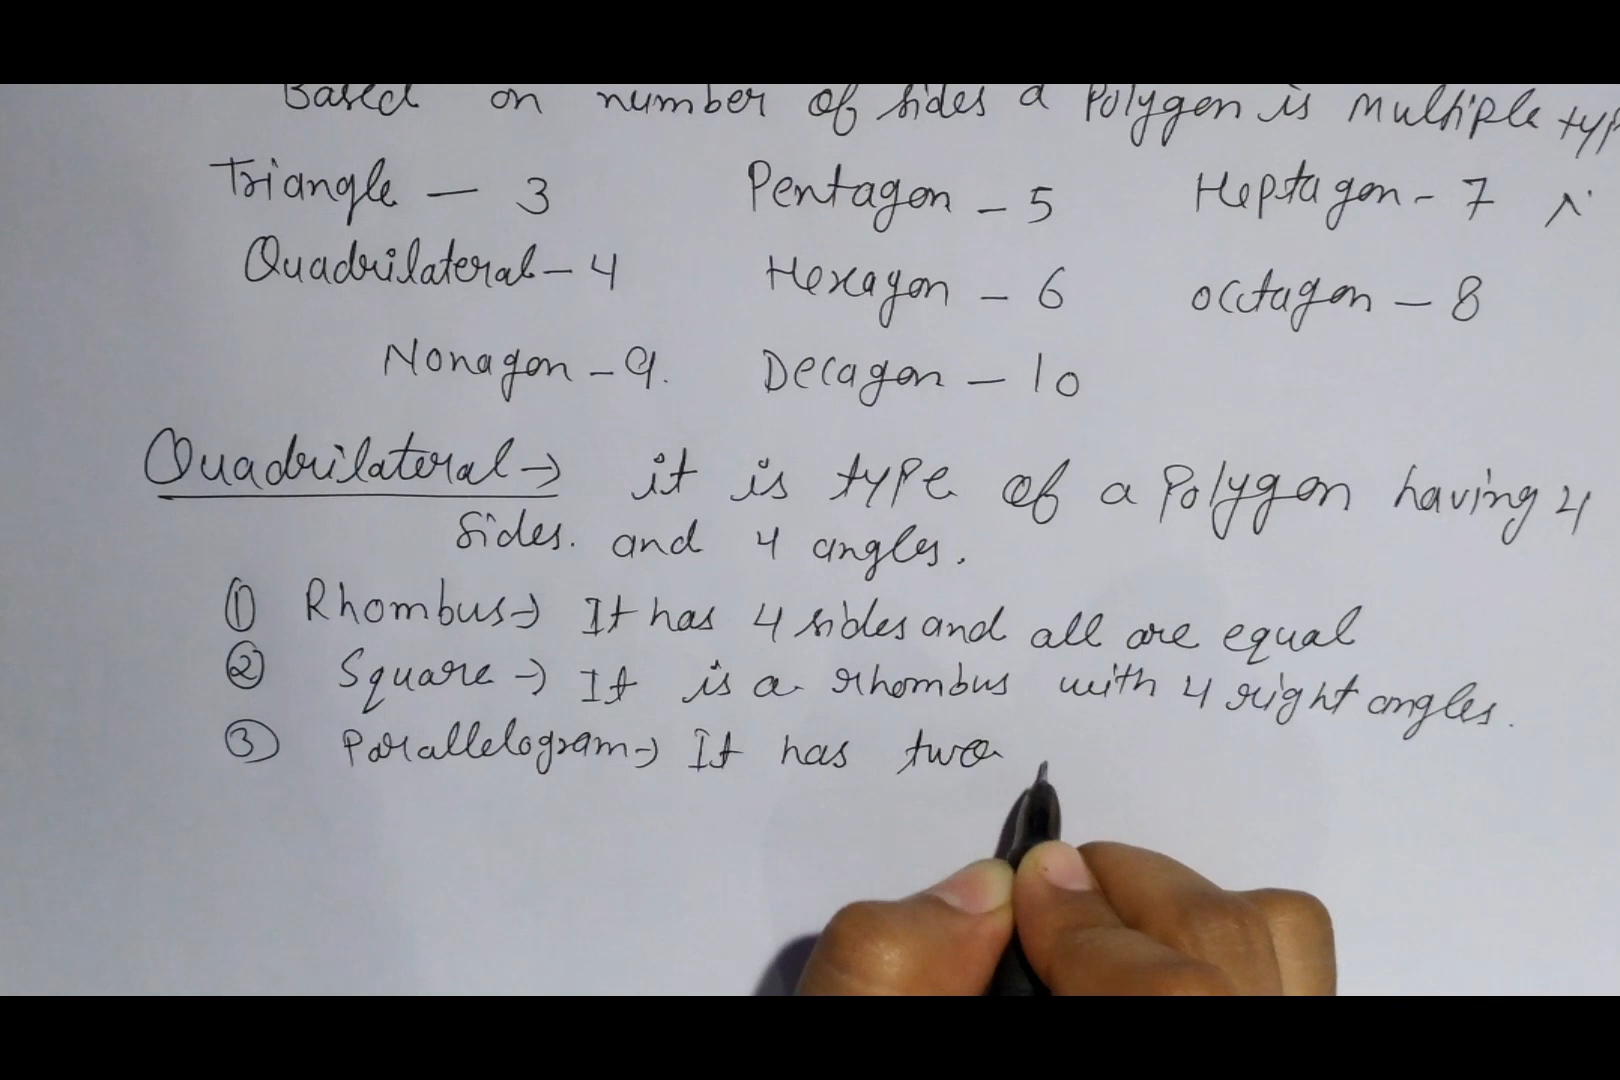 Based on number of sides a Polygon is multiple typ
Triangle — 3 Pentagon - 5 Heptagon - 7
Quadrilateral - 4 Hexagon - 6 octagon - 8
Nonagon - 9. Decagon - 10
Quadrilateral → it is type of a Polygon having 4
sides. and 4 angles.
① Rhombus → It has 4 sides and all are equal
② Square → It is a rhombus with 4 right angles.
③ Parallelogram → It has two